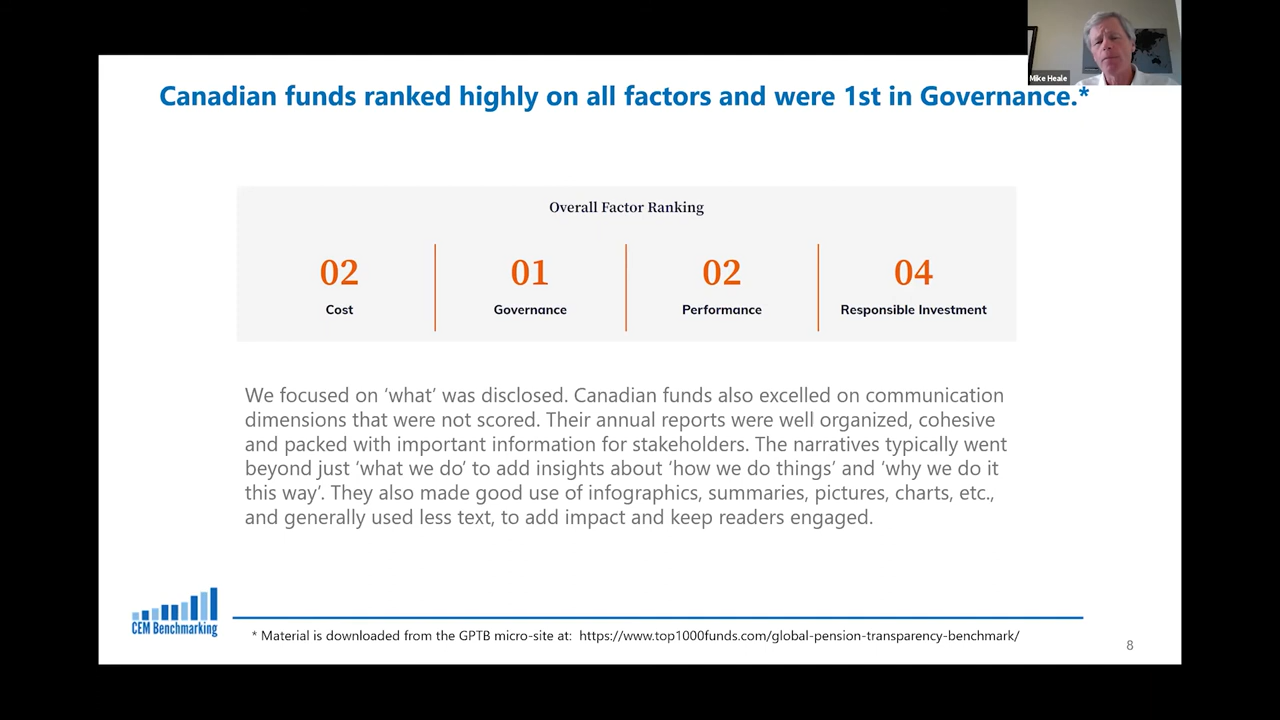 Mike Heale
Canadian funds ranked highly on all factors and were 1st in Governance.*
Overall Factor Ranking
02
Cost
01
Governance
02
Performance
04
Responsible Investment
We focused on ‘what’ was disclosed. Canadian funds also excelled on communication
dimensions that were not scored. Their annual reports were well organized, cohesive
and packed with important information for stakeholders. The narratives typically went
beyond just ‘what we do’ to add insights about ‘how we do things’ and ‘why we do it
this way’. They also made good use of infographics, summaries, pictures, charts, etc.,
and generally used less text, to add impact and keep readers engaged.
CEM Benchmarking
* Material is downloaded from the GPTB micro-site at: https://www.top1000funds.com/global-pension-transparency-benchmark/
8